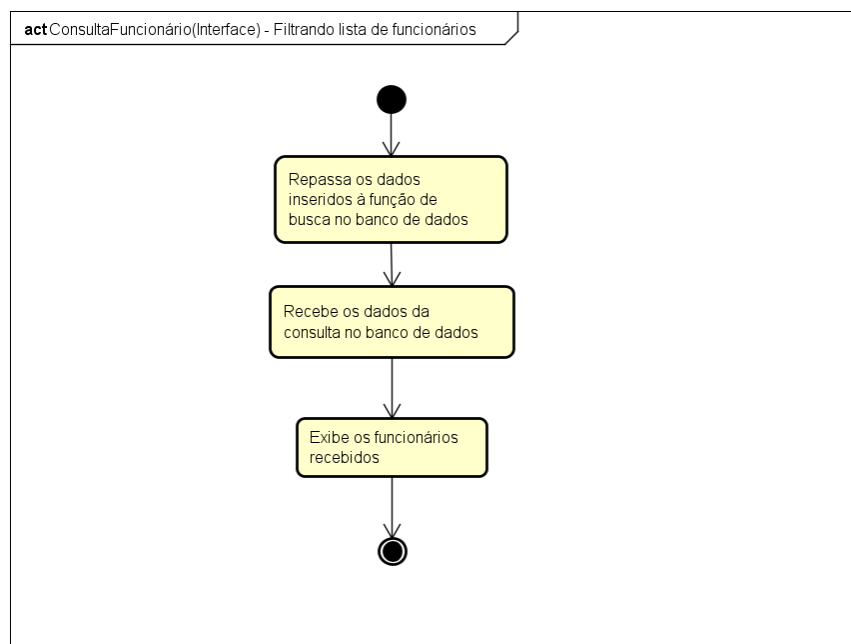 act ConsultaFuncionário(Interface) - Filtrando lista de funcionários
Repassa os dados
inseridos à função de
busca no banco de dados
Recebe os dados da
consulta no banco de dados
Exibe os funcionários
recebidos